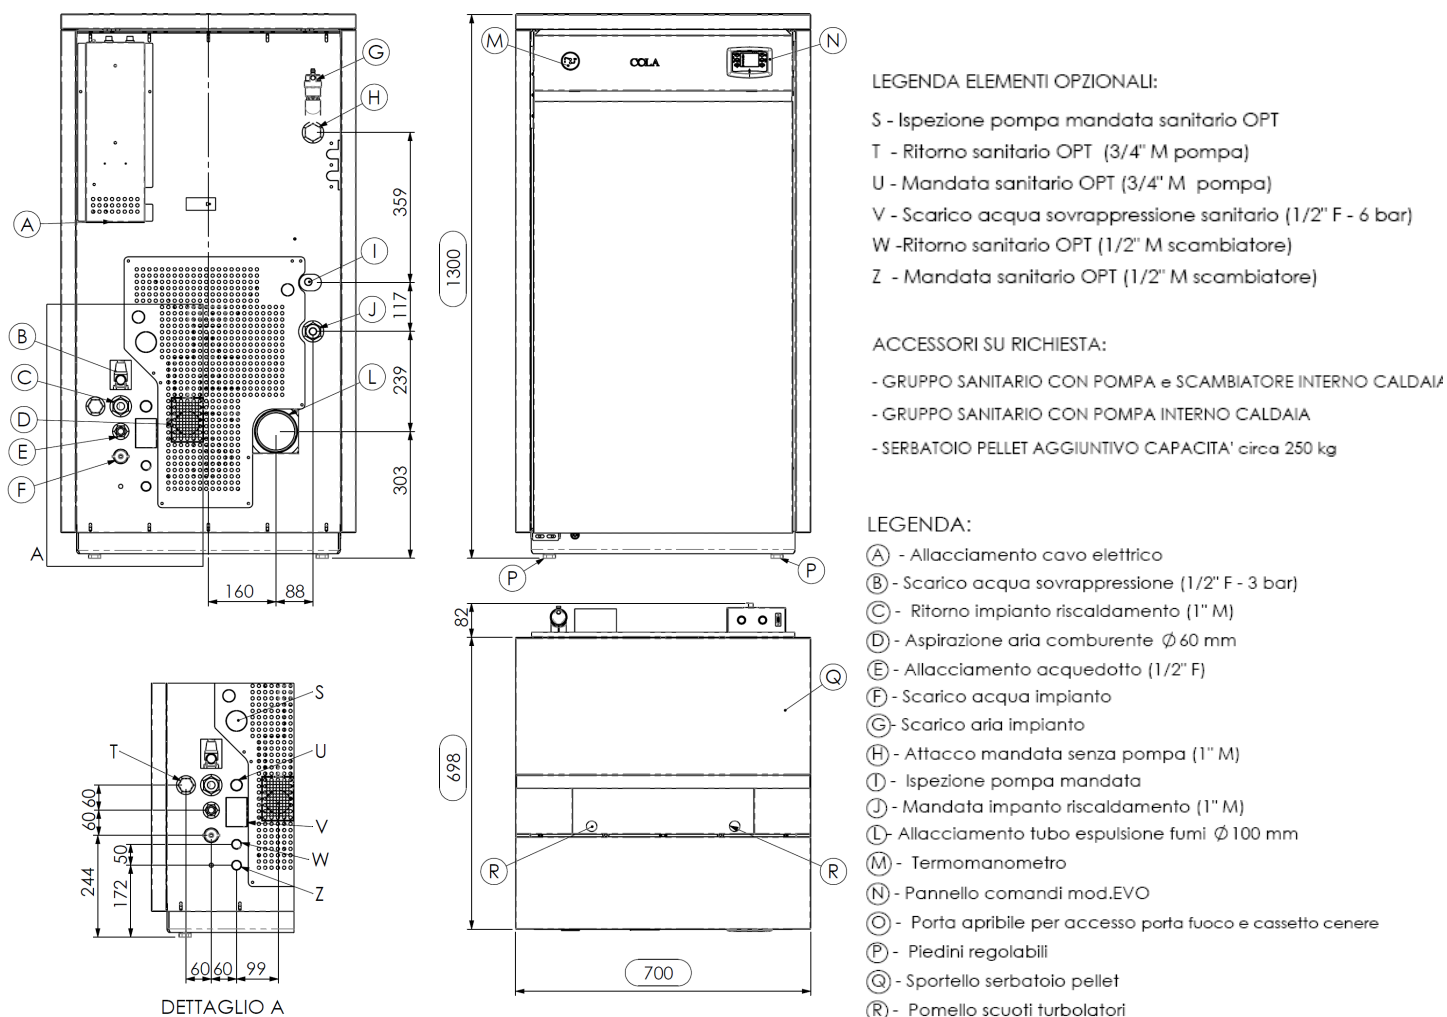 G
H
A
I
J
B
C
L
D
E
F
A
359
117
239
303
160
88
M
COLA
N
1300
P
P
82
698
Q
R
R
700
S
T
U
V
W
Z
60
60
50
244
172
60
60
99
DETTAGLIO A
LEGENDA ELEMENTI OPZIONALI:
S - Ispezione pompa mandata sanitario OPT
T - Ritorno sanitario OPT (3/4" M pompa)
U - Mandata sanitario OPT (3/4" M pompa)
V - Scarico acqua sovrappressione sanitario (1/2" F - 6 bar)
W -Ritorno sanitario OPT (1/2" M scambiatore)
Z - Mandata sanitario OPT (1/2" M scambiatore)
ACCESSORI SU RICHIESTA:
- GRUPPO SANITARIO CON POMPA e SCAMBIATORE INTERNO CALDAIA
- GRUPPO SANITARIO CON POMPA INTERNO CALDAIA
- SERBATOIO PELLET AGGIUNTIVO CAPACITA' circa 250 kg
LEGENDA:
A - Allacciamento cavo elettrico
B - Scarico acqua sovrappressione (1/2" F - 3 bar)
C - Ritorno impianto riscaldamento (1" M)
D - Aspirazione aria comburente ∅60 mm
E - Allacciamento acquedotto (1/2" F)
F - Scarico acqua impianto
G - Scarico aria impianto
H - Attacco mandata senza pompa (1" M)
I - Ispezione pompa mandata
J - Mandata impanto riscaldamento (1" M)
L - Allacciamento tubo espulsione fumi ∅100 mm
M - Termomanometro
N - Pannello comandi mod.EVO
O - Porta apribile per accesso porta fuoco e cassetto cenere
P - Piedini regolabili
Q - Sportello serbatoio pellet
R - Pomello scuoti turbolatori